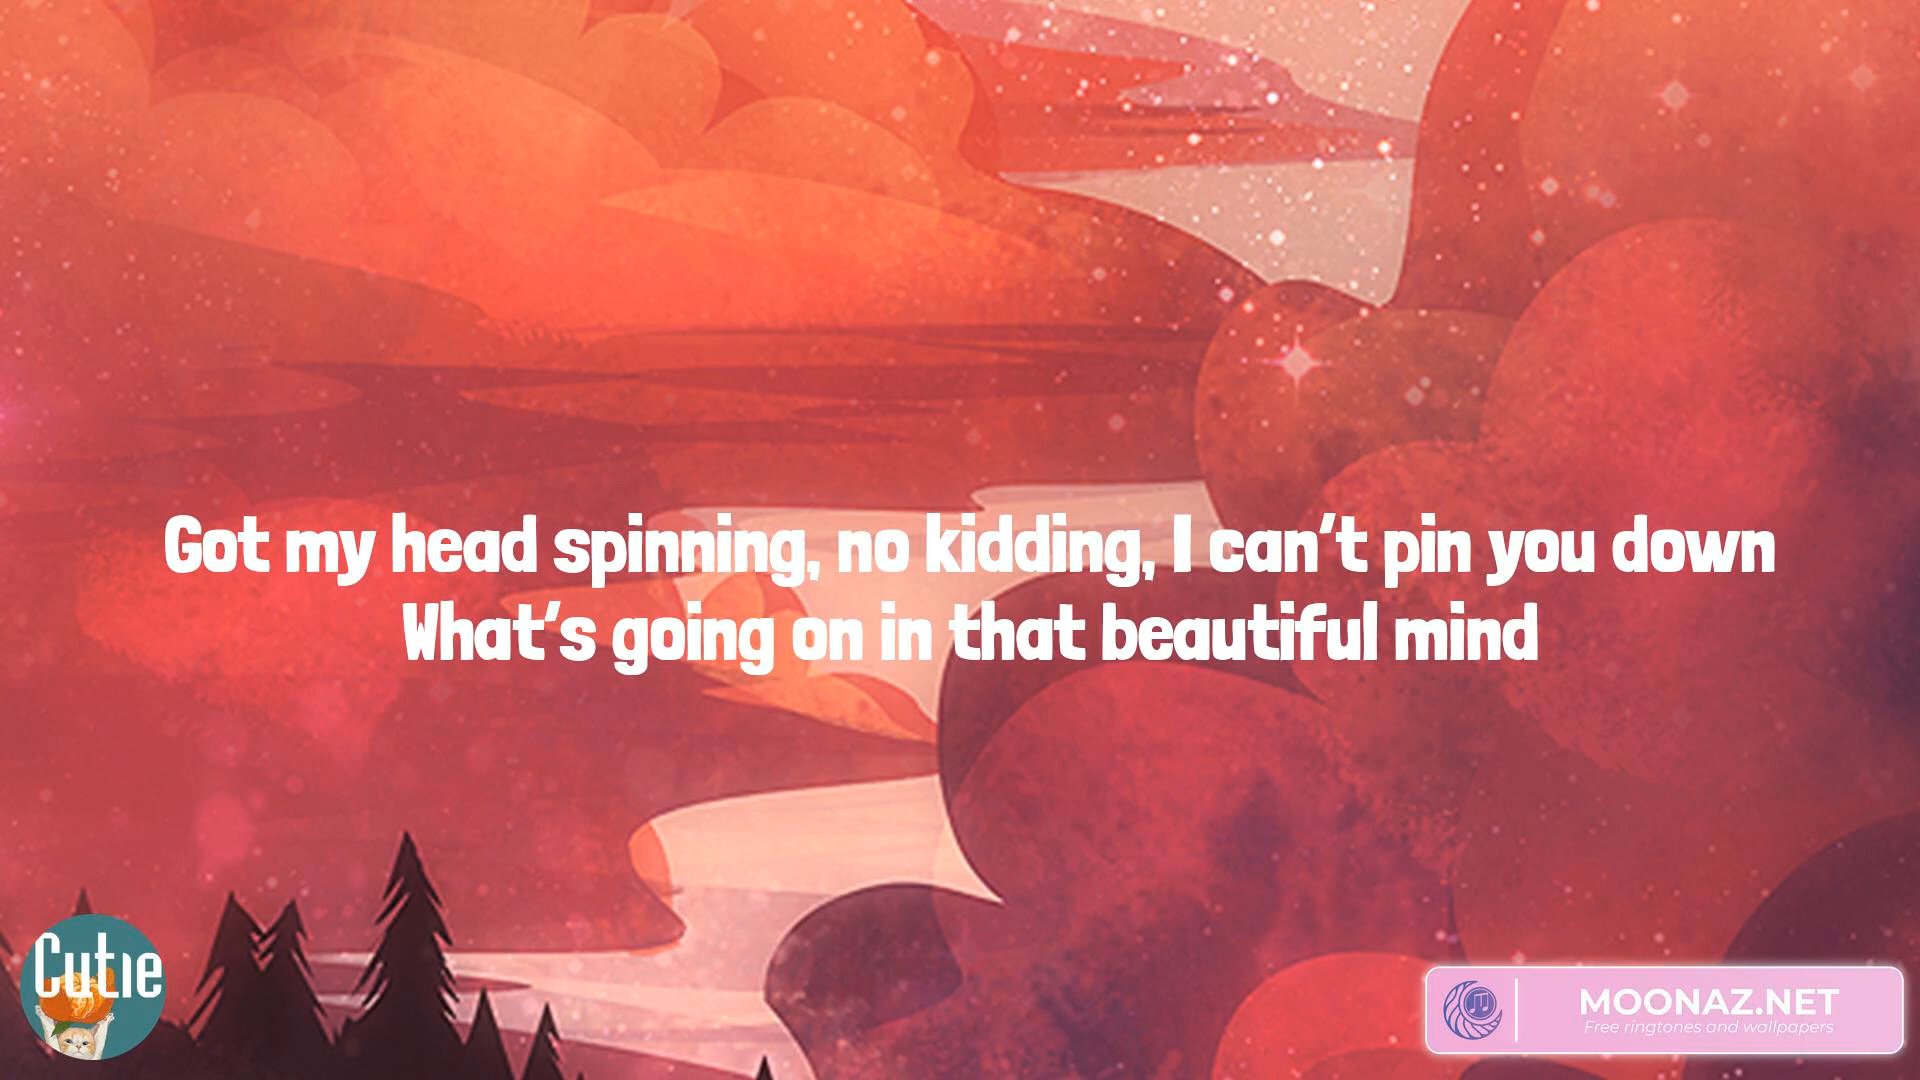 Got my head spinning, no kidding, I can't pin you down
What's going on in that beautiful mind
Cutie
MOONAZ.NET
Free ringtones and wallpapers